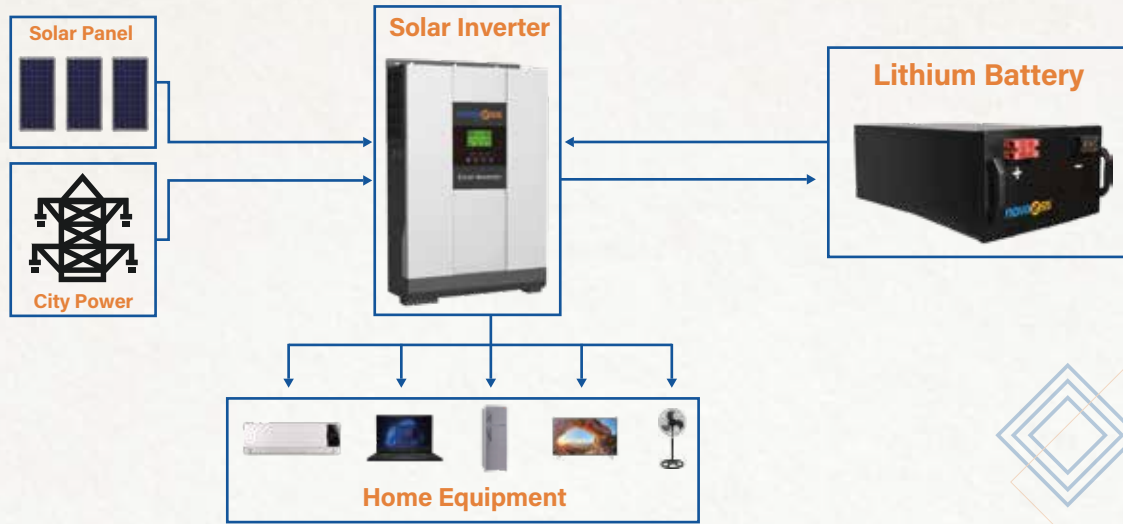 Solar Panel
City Power
Solar Inverter
Lithium Battery
Home Equipment